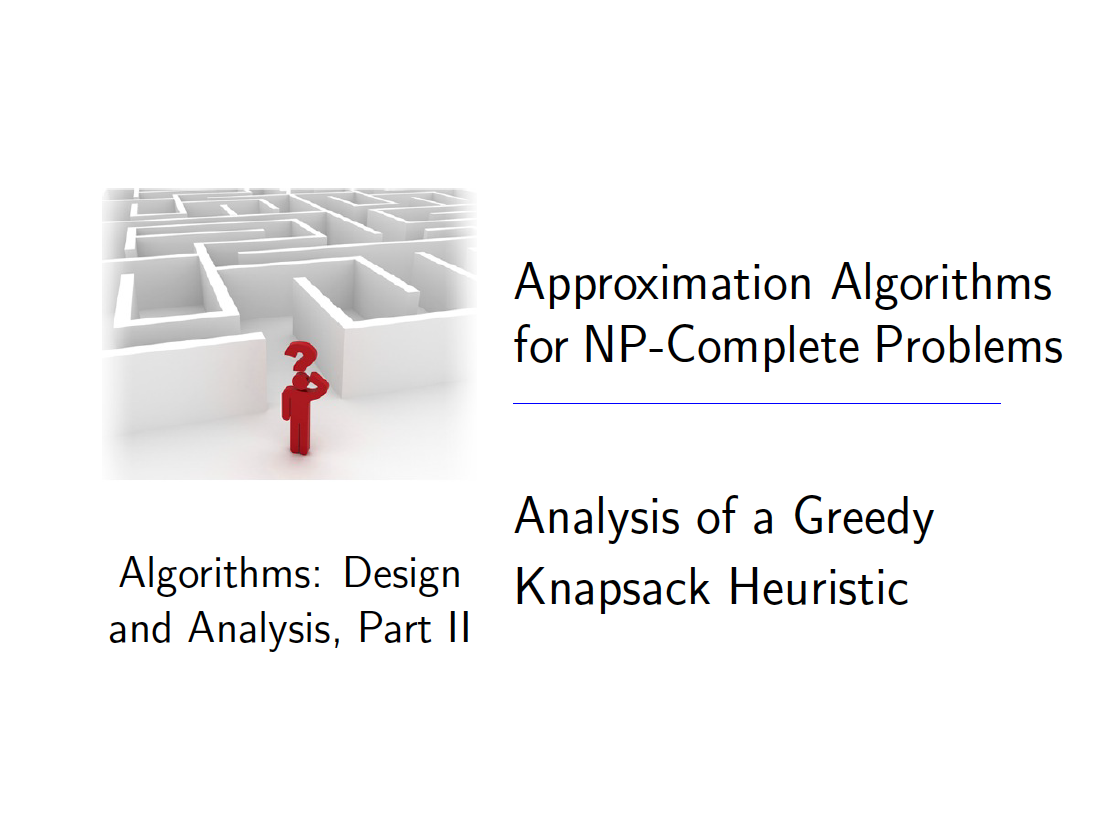 Approximation Algorithms
for NP-Complete Problems
Analysis of a Greedy
Knapsack Heuristic
Algorithms: Design
and Analysis, Part II